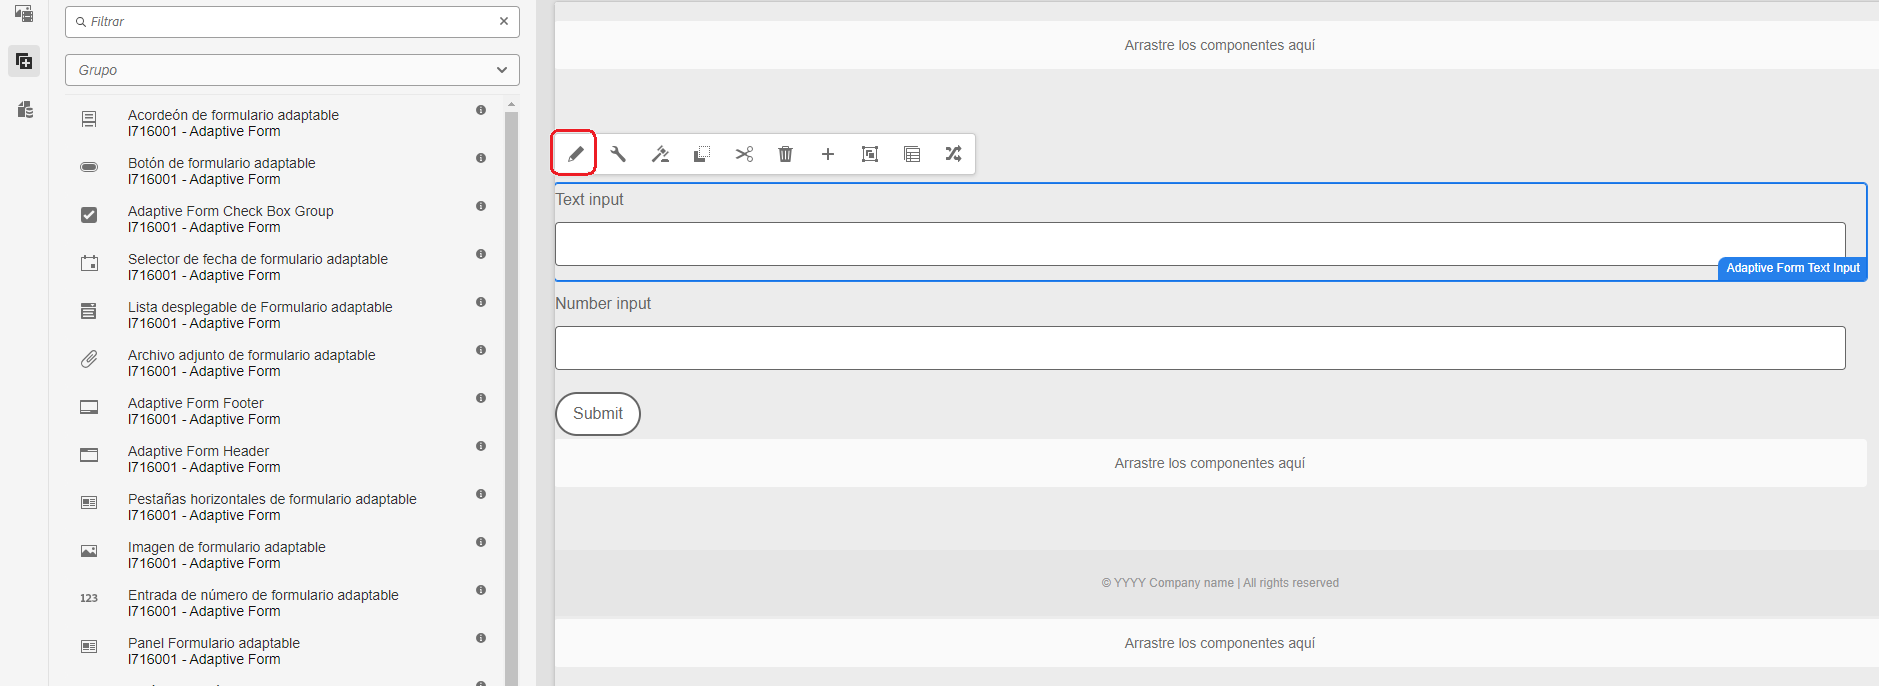 Filtrar
Grupo
Acordeón de formulario adaptable
I716001 - Adaptive Form
Botón de formulario adaptable
I716001 - Adaptive Form
Adaptive Form Check Box Group
I716001 - Adaptive Form
Selector de fecha de formulario adaptable
I716001 - Adaptive Form
Lista desplegable de Formulario adaptable
I716001 - Adaptive Form
Archivo adjunto de formulario adaptable
I716001 - Adaptive Form
Adaptive Form Footer
I716001 - Adaptive Form
Adaptive Form Header
I716001 - Adaptive Form
Pestañas horizontales de formulario adaptable
I716001 - Adaptive Form
Imagen de formulario adaptable
I716001 - Adaptive Form
123
Entrada de número de formulario adaptable
I716001 - Adaptive Form
Panel Formulario adaptable
I716001 - Adaptive Form
Arrastre los componentes aquí
Text input
Adaptive Form Text Input
Number input
Submit
Arrastre los componentes aquí
© YYYY Company name | All rights reserved
Arrastre los componentes aquí